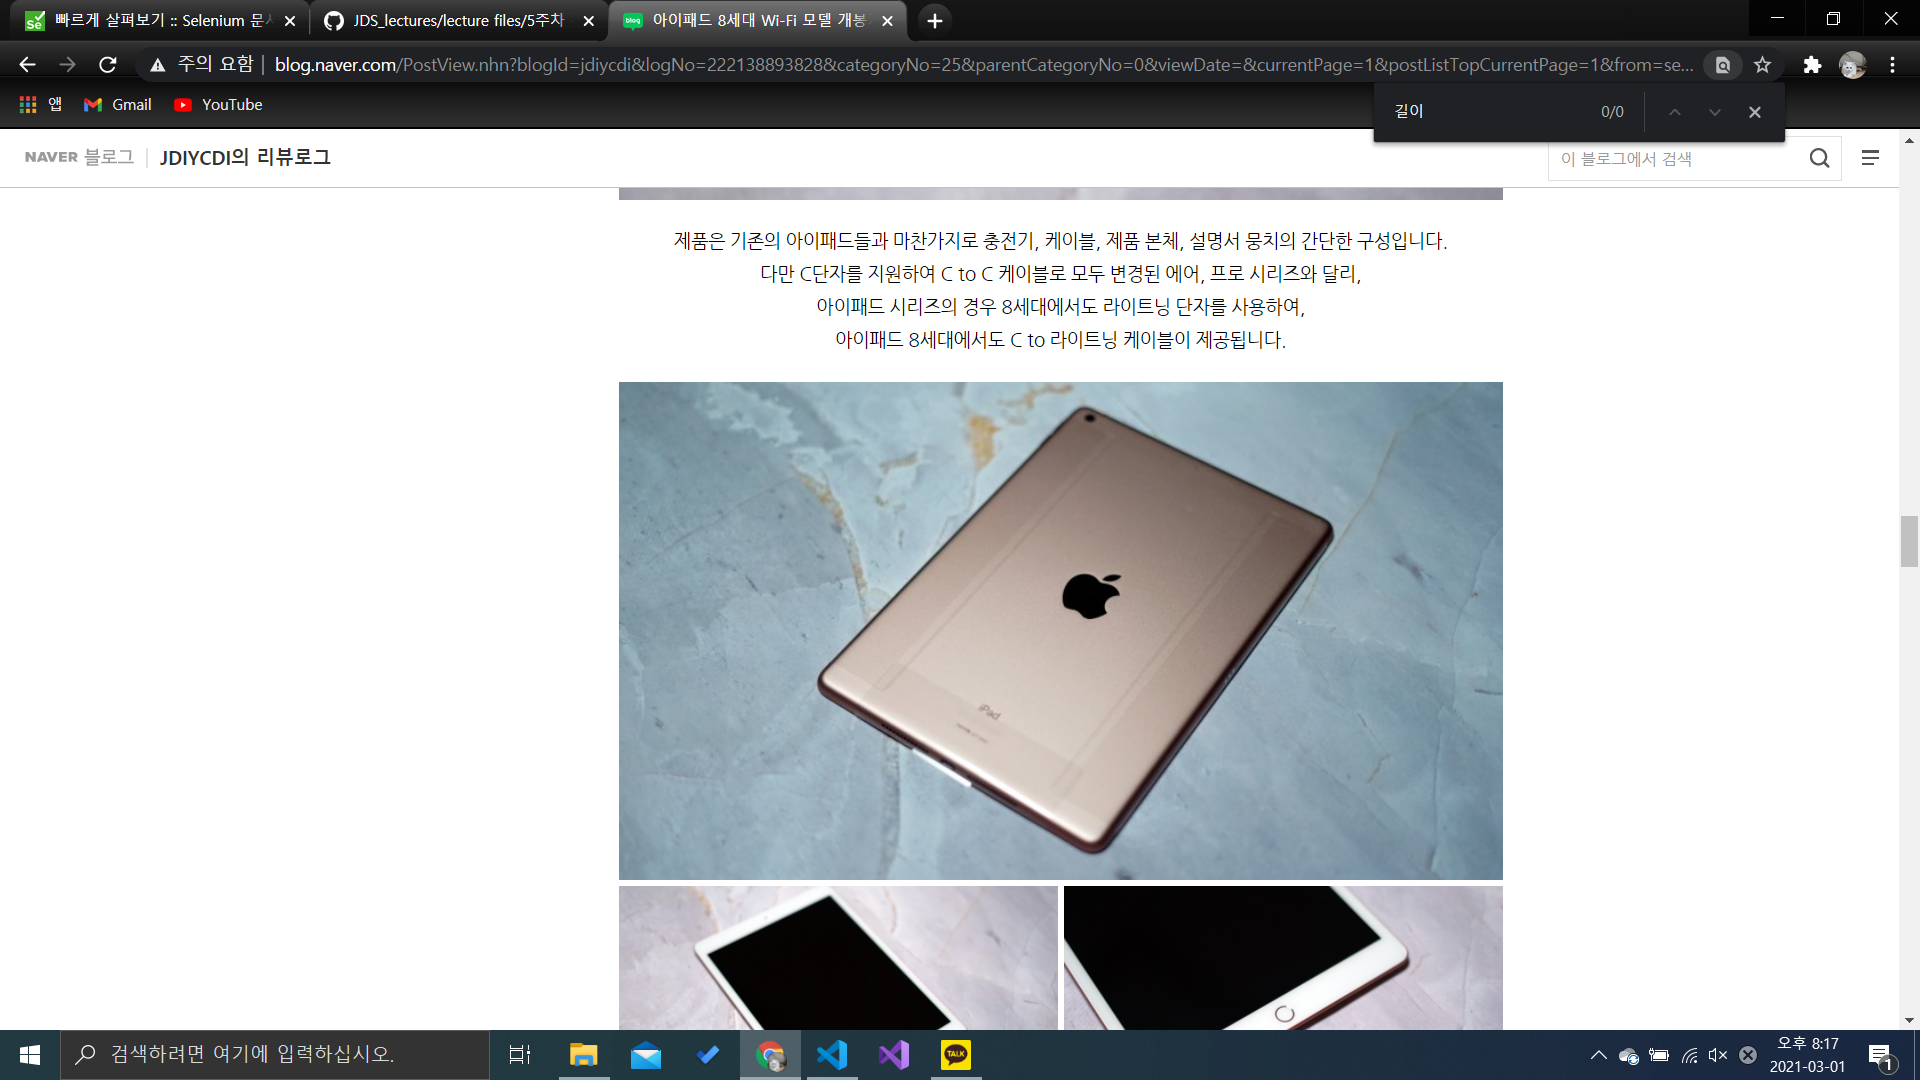 빠르게 살펴보기 :: Selenium 문서
JDS_lectures/lecture files/5주차
아이패드 8세대 Wi-Fi 모델 개봉
주의 요함 | blog.naver.com/PostView.nhn?blogId=jdiycdi&logNo=222138893828&categoryNo=25&parentCategoryNo=0&viewDate=&currentPage=1&postListTopCurrentPage=1&from=se...
앱 Gmail YouTube
길이 0/0
NAVER 블로그 | JDIYCDI의 리뷰로그
이 블로그에서 검색
제품은 기존의 아이패드들과 마찬가지로 충전기, 케이블, 제품 본체, 설명서 뭉치의 간단한 구성입니다.
다만 C단자를 지원하여 C to C 케이블로 모두 변경된 에어, 프로 시리즈와 달리,
아이패드 시리즈의 경우 8세대에서도 라이트닝 단자를 사용하여,
아이패드 8세대에서도 C to 라이트닝 케이블이 제공됩니다.
iPad
검색하려면 여기에 입력하십시오.
TALK
오후 8:17
2021-03-01
1